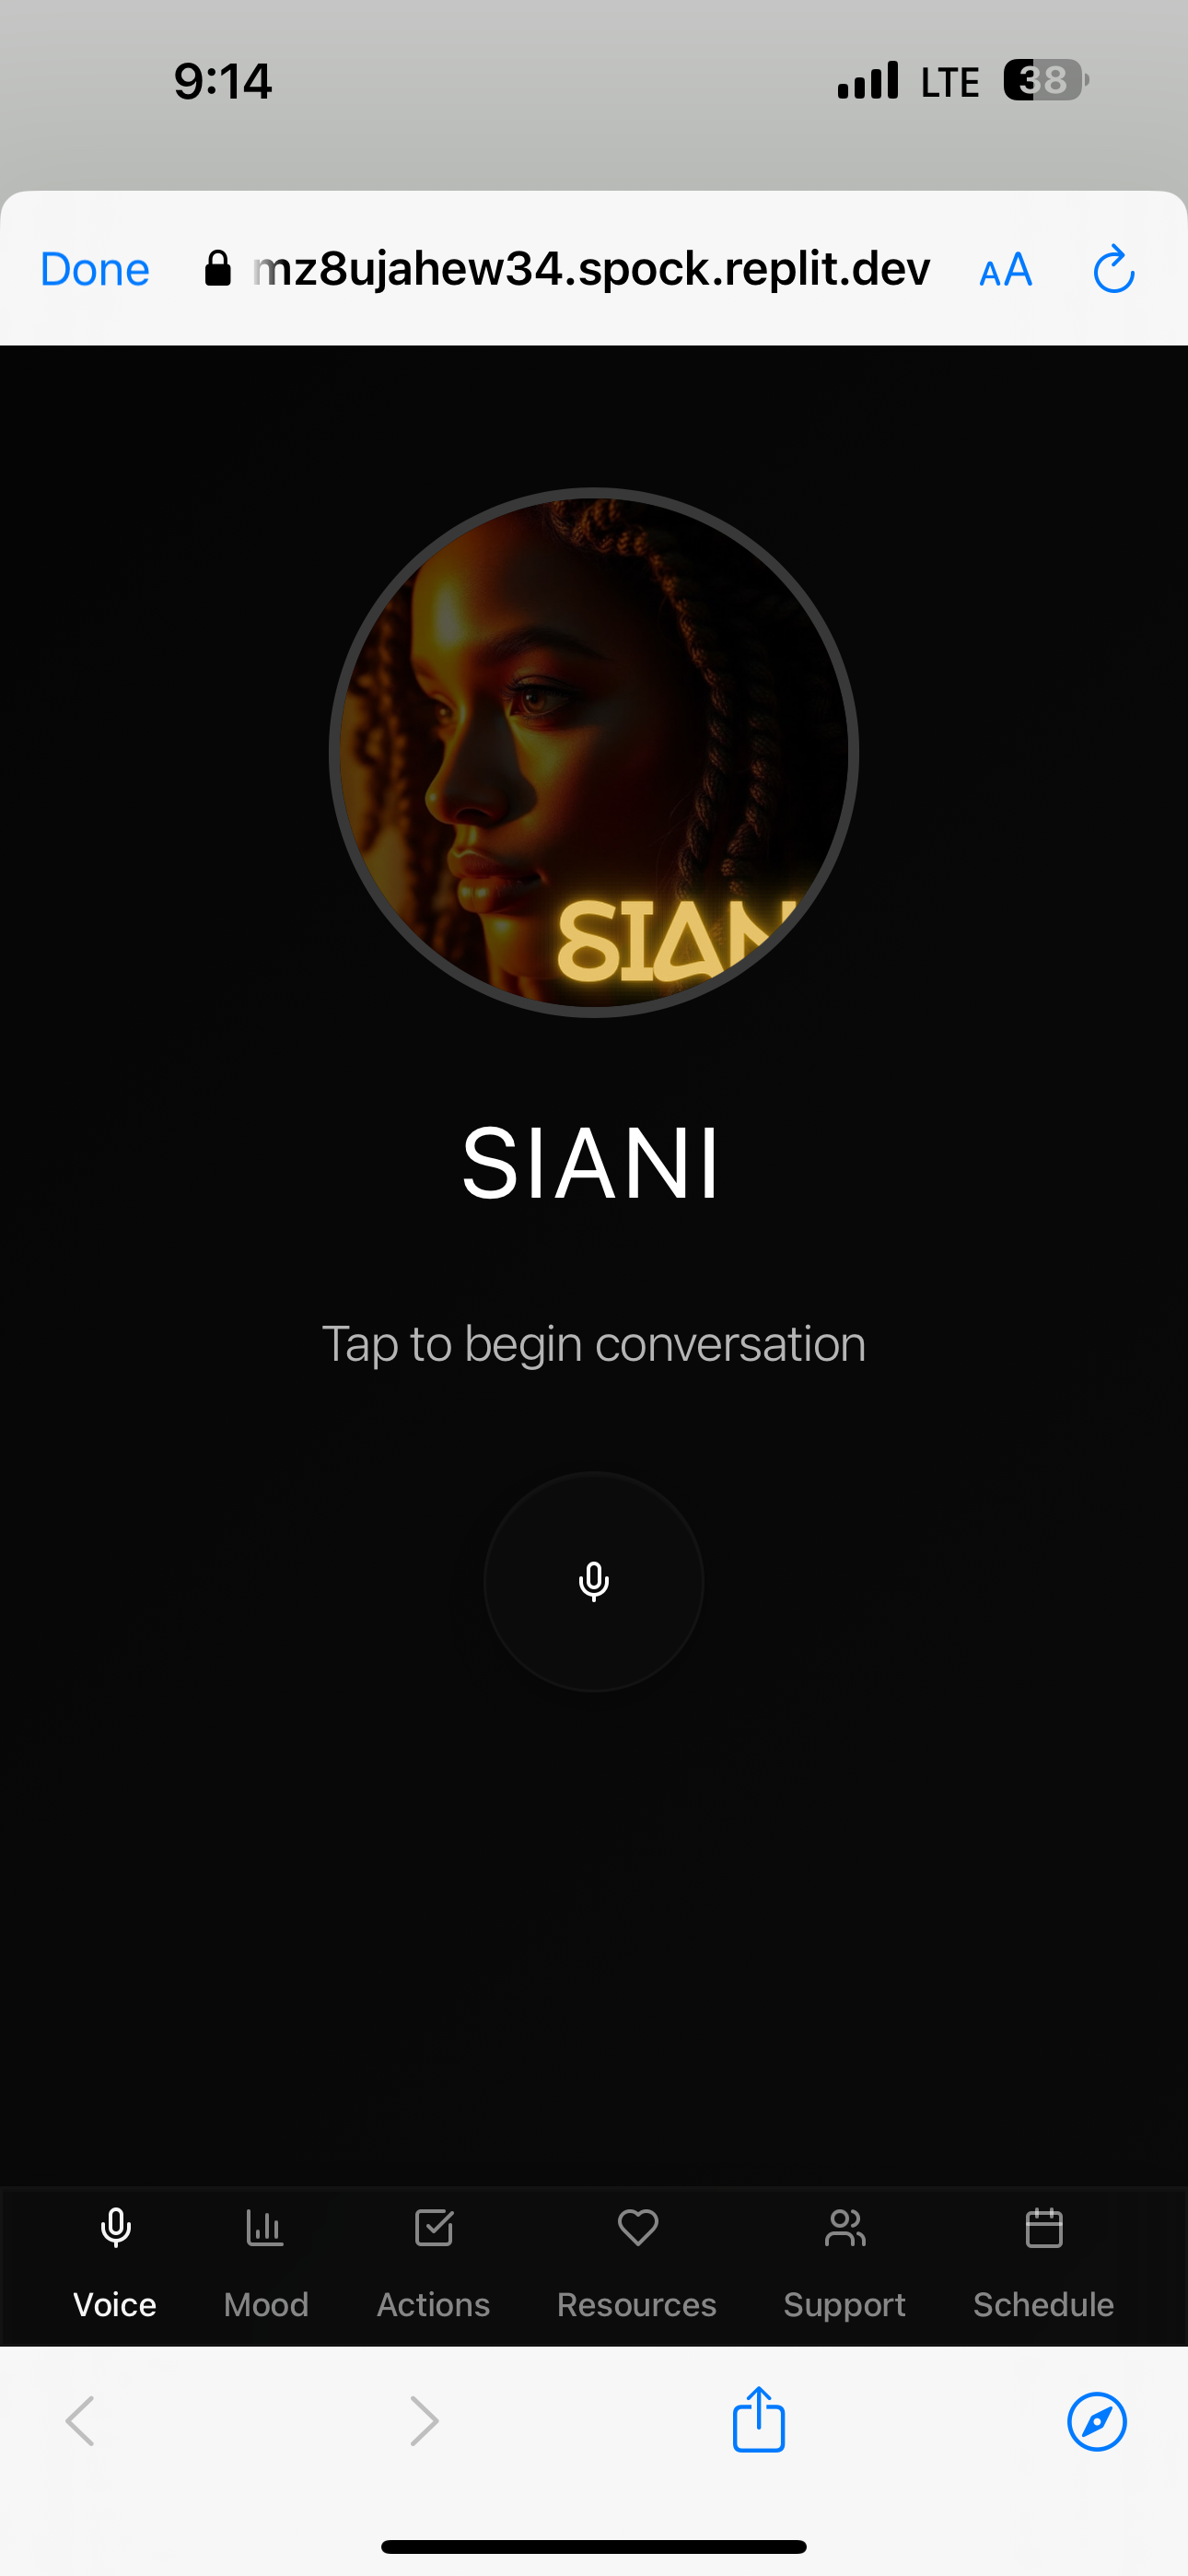 9:14 LTE 38
Done mz8ujahew34.spock.replit.dev AA
SIAN
SIANI
Tap to begin conversation
Voice Mood Actions Resources Support Schedule